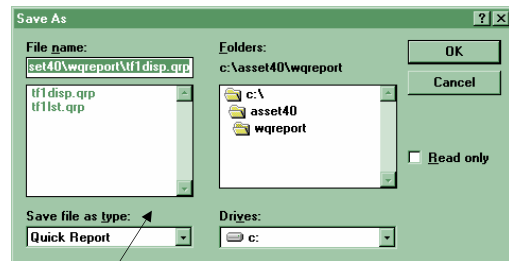 Save As
File name:
set40\wqreport\tf1disp.qrp
tf1disp.qrp
tf1lst.qrp
Save file as type:
Quick Report
Folders:
c:\asset40\wqreport
c:\
asset40
wqreport
Drives:
c:
OK
Cancel
Read only